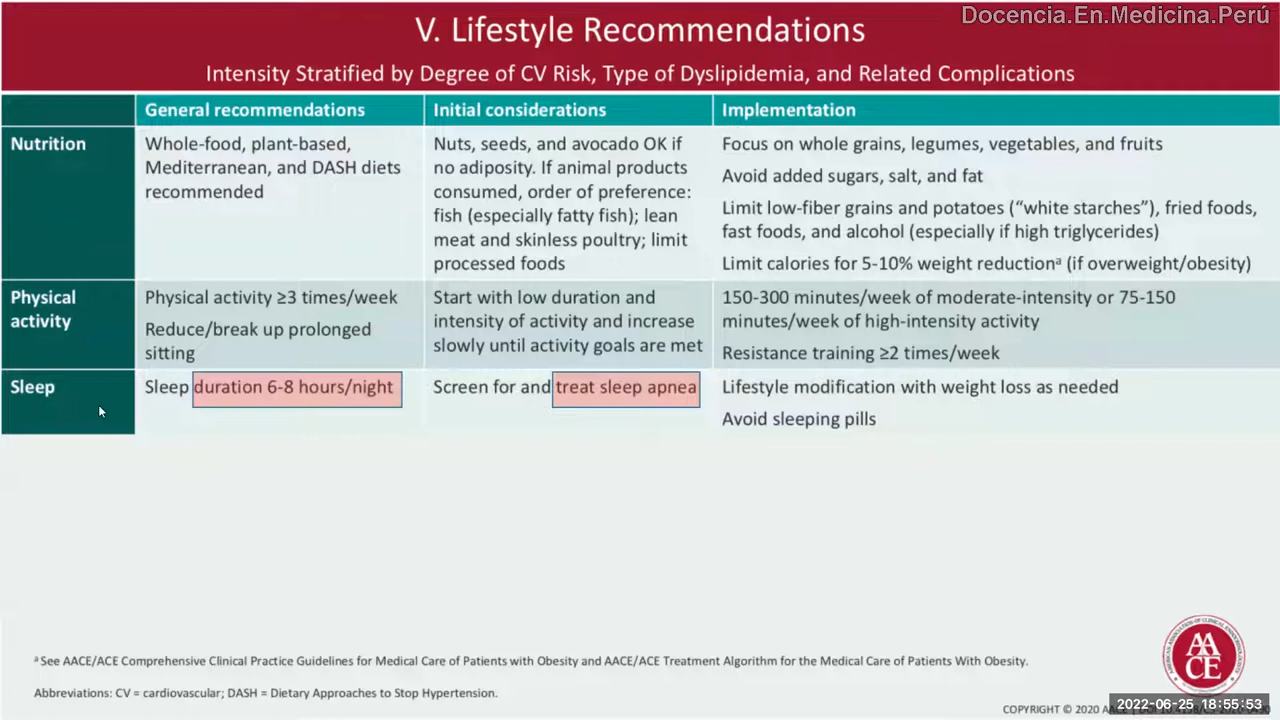 Docencia.En.Medicina.Perú
V. Lifestyle Recommendations
Intensity Stratified by Degree of CV Risk, Type of Dyslipidemia, and Related Complications
General recommendations
Initial considerations
Implementation
Nutrition
Whole-food, plant-based,
Mediterranean, and DASH diets
recommended
Nuts, seeds, and avocado OK if
no adiposity. If animal products
consumed, order of preference:
fish (especially fatty fish); lean
meat and skinless poultry; limit
processed foods
Focus on whole grains, legumes, vegetables, and fruits
Avoid added sugars, salt, and fat
Limit low-fiber grains and potatoes (“white starches”), fried foods,
fast foods, and alcohol (especially if high triglycerides)
Limit calories for 5-10% weight reductionᵃ (if overweight/obesity)
Physical
activity
Physical activity ≥3 times/week
Reduce/break up prolonged
sitting
Start with low duration and
intensity of activity and increase
slowly until activity goals are met
150-300 minutes/week of moderate-intensity or 75-150
minutes/week of high-intensity activity
Resistance training ≥2 times/week
Sleep
Sleep duration 6-8 hours/night
Screen for and treat sleep apnea
Lifestyle modification with weight loss as needed
Avoid sleeping pills
ᵃ See AACE/ACE Comprehensive Clinical Practice Guidelines for Medical Care of Patients with Obesity and AACE/ACE Treatment Algorithm for the Medical Care of Patients With Obesity.
Abbreviations: CV = cardiovascular; DASH = Dietary Approaches to Stop Hypertension.
AA
CE
2022-06-25 18:55:53
COPYRIGHT © 2020